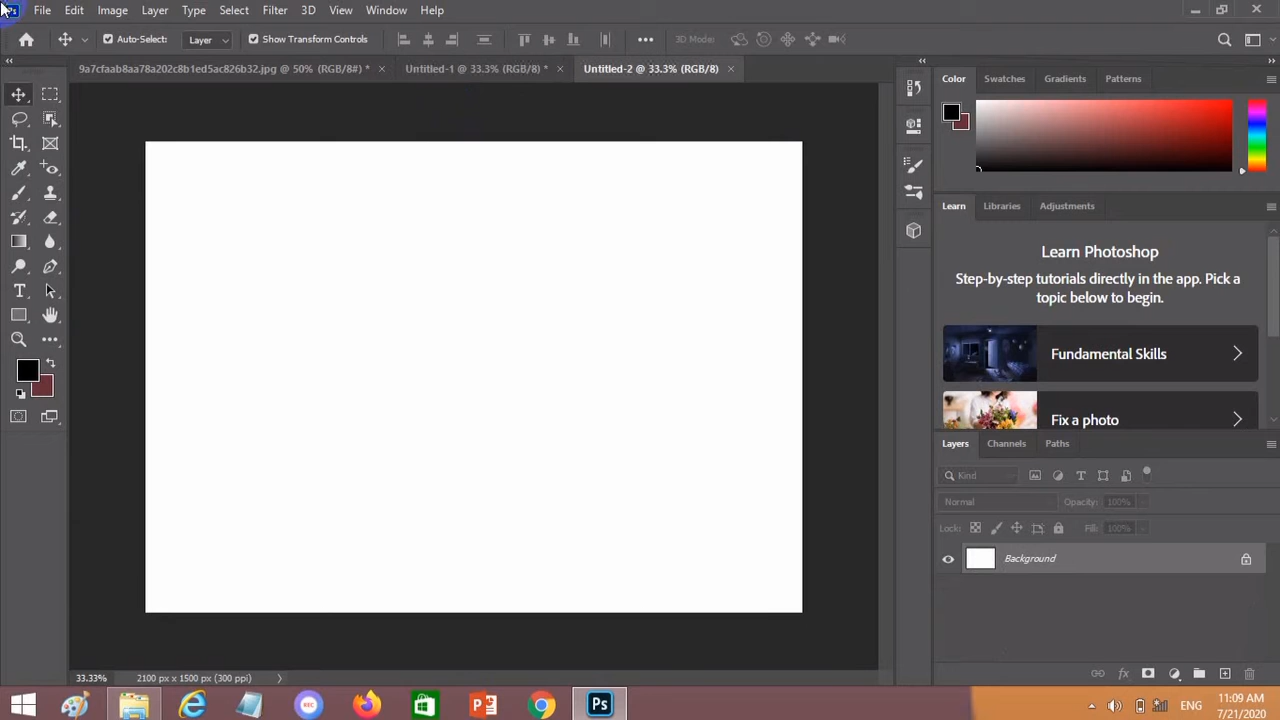 Ps File Edit Image Layer Type Select Filter 3D View Window Help
Auto-Select: Layer Show Transform Controls 3D Model
9a7cfaab8aa78a202c8b1ed5ac826b32.jpg @ 50% (RGB/8#) * Untitled-1 @ 33.3% (RGB/8) * Untitled-2 @ 33.3% (RGB/8)
Color Swatches Gradients Patterns
Learn Libraries Adjustments
Learn Photoshop
Step-by-step tutorials directly in the app. Pick a
topic below to begin.
Fundamental Skills
Fix a photo
Layers Channels Paths
Kind
Normal Opacity: 100%
Lock: Fill: 100%
Background
33.33% 2100 px x 1500 px (300 ppi)
REC Ps ENG 11:09 AM
7/21/2020